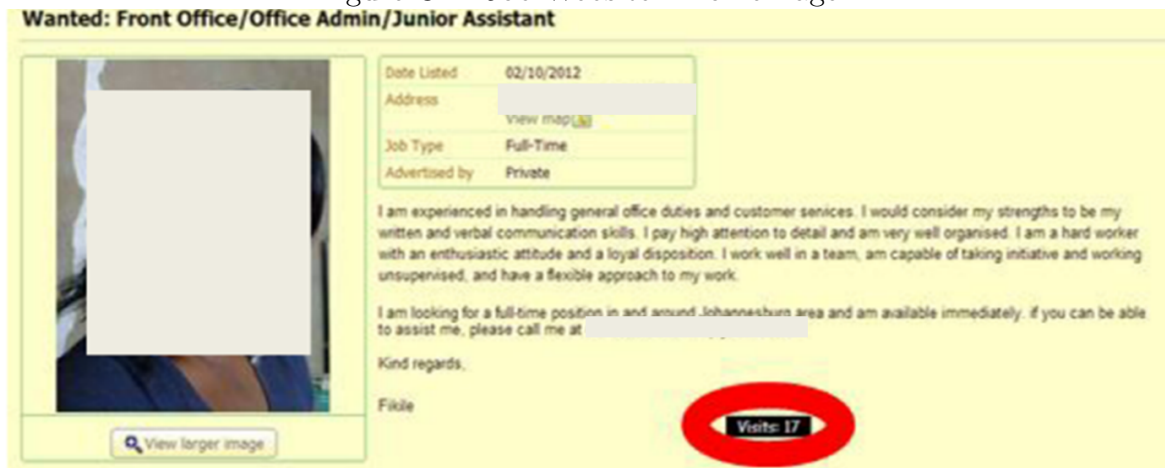 Wanted: Front Office/Office Admin/Junior Assistant
Date Listed 02/10/2012
Address
View map
Job Type Full-Time
Advertised by Private
I am experienced in handling general office duties and customer services. I would consider my strengths to be my
written and verbal communication skills. I pay high attention to detail and am very well organised. I am a hard worker
with an enthusiastic attitude and a loyal disposition. I work well in a team, am capable of taking initiative and working
unsupervised, and have a flexible approach to my work.
I am looking for a full-time position in and around Johannesburg area and am available immediately. if you can be able
to assist me, please call me at
Kind regards,
Fikile
Visits: 17
View larger image